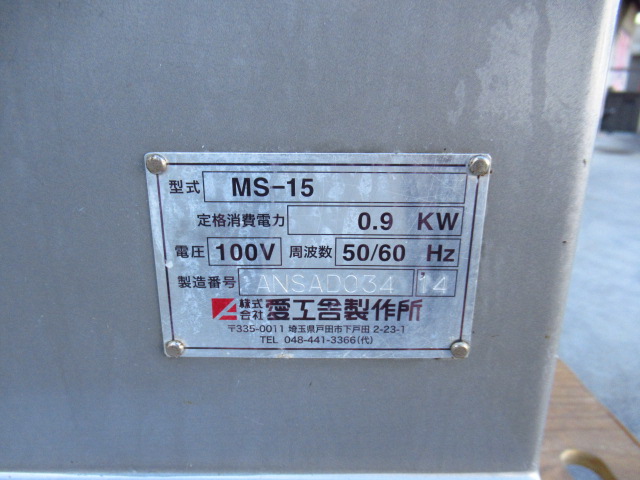 型式 MS-15
定格消費電力 0.9 KW
電圧 100V 周波数 50/60 Hz
製造番号 ANSAD034 14
株式会社 愛工舎製作所
〒335-0011 埼玉県戸田市下戸田 2-23-1
TEL 048-441-3366(代)